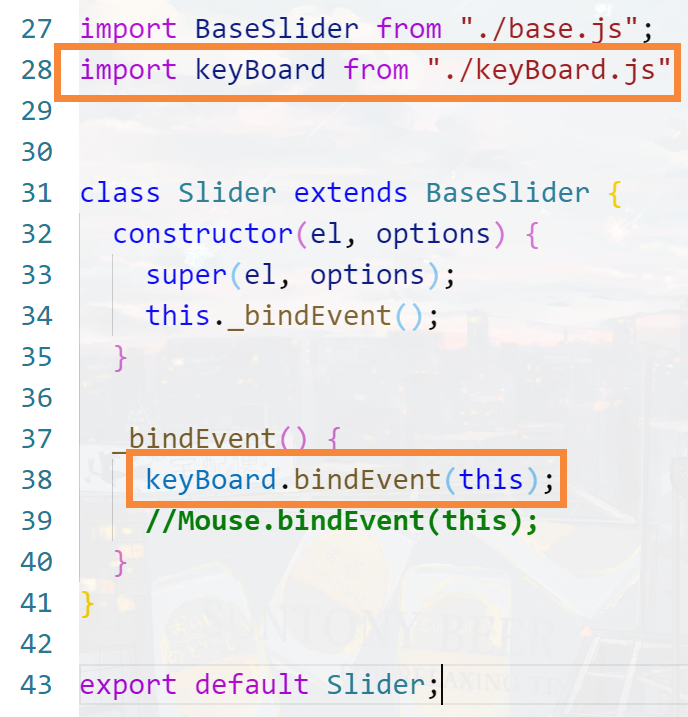 27 import BaseSlider from "./base.js";
28 import keyBoard from "./keyBoard.js"
29
30
31 class Slider extends BaseSlider {
32 constructor(el, options) {
33 super(el, options);
34 this._bindEvent();
35 }
36
37 _bindEvent() {
38 keyBoard.bindEvent(this);
39 //Mouse.bindEvent(this);
40 }
41 }
42
43 export default Slider;
SUNTONY BEER